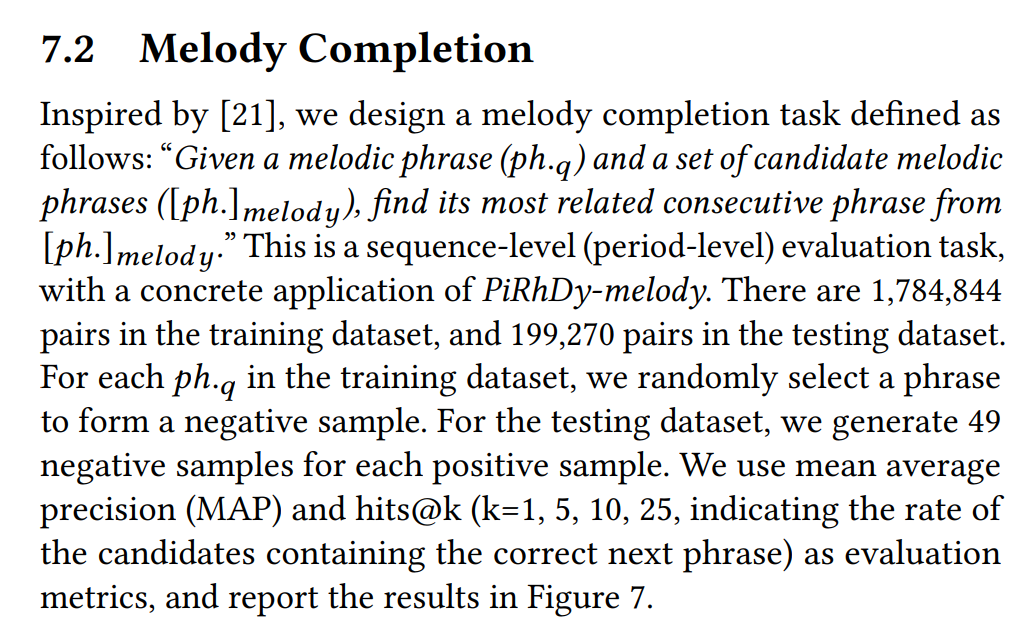 7.2 Melody Completion
Inspired by [21], we design a melody completion task defined as
follows: “Given a melodic phrase (ph.q) and a set of candidate melodic
phrases ([ph.]melody), find its most related consecutive phrase from
[ph.]melody.” This is a sequence-level (period-level) evaluation task,
with a concrete application of PiRhDy-melody. There are 1,784,844
pairs in the training dataset, and 199,270 pairs in the testing dataset.
For each ph.q in the training dataset, we randomly select a phrase
to form a negative sample. For the testing dataset, we generate 49
negative samples for each positive sample. We use mean average
precision (MAP) and hits@k (k=1, 5, 10, 25, indicating the rate of
the candidates containing the correct next phrase) as evaluation
metrics, and report the results in Figure 7.